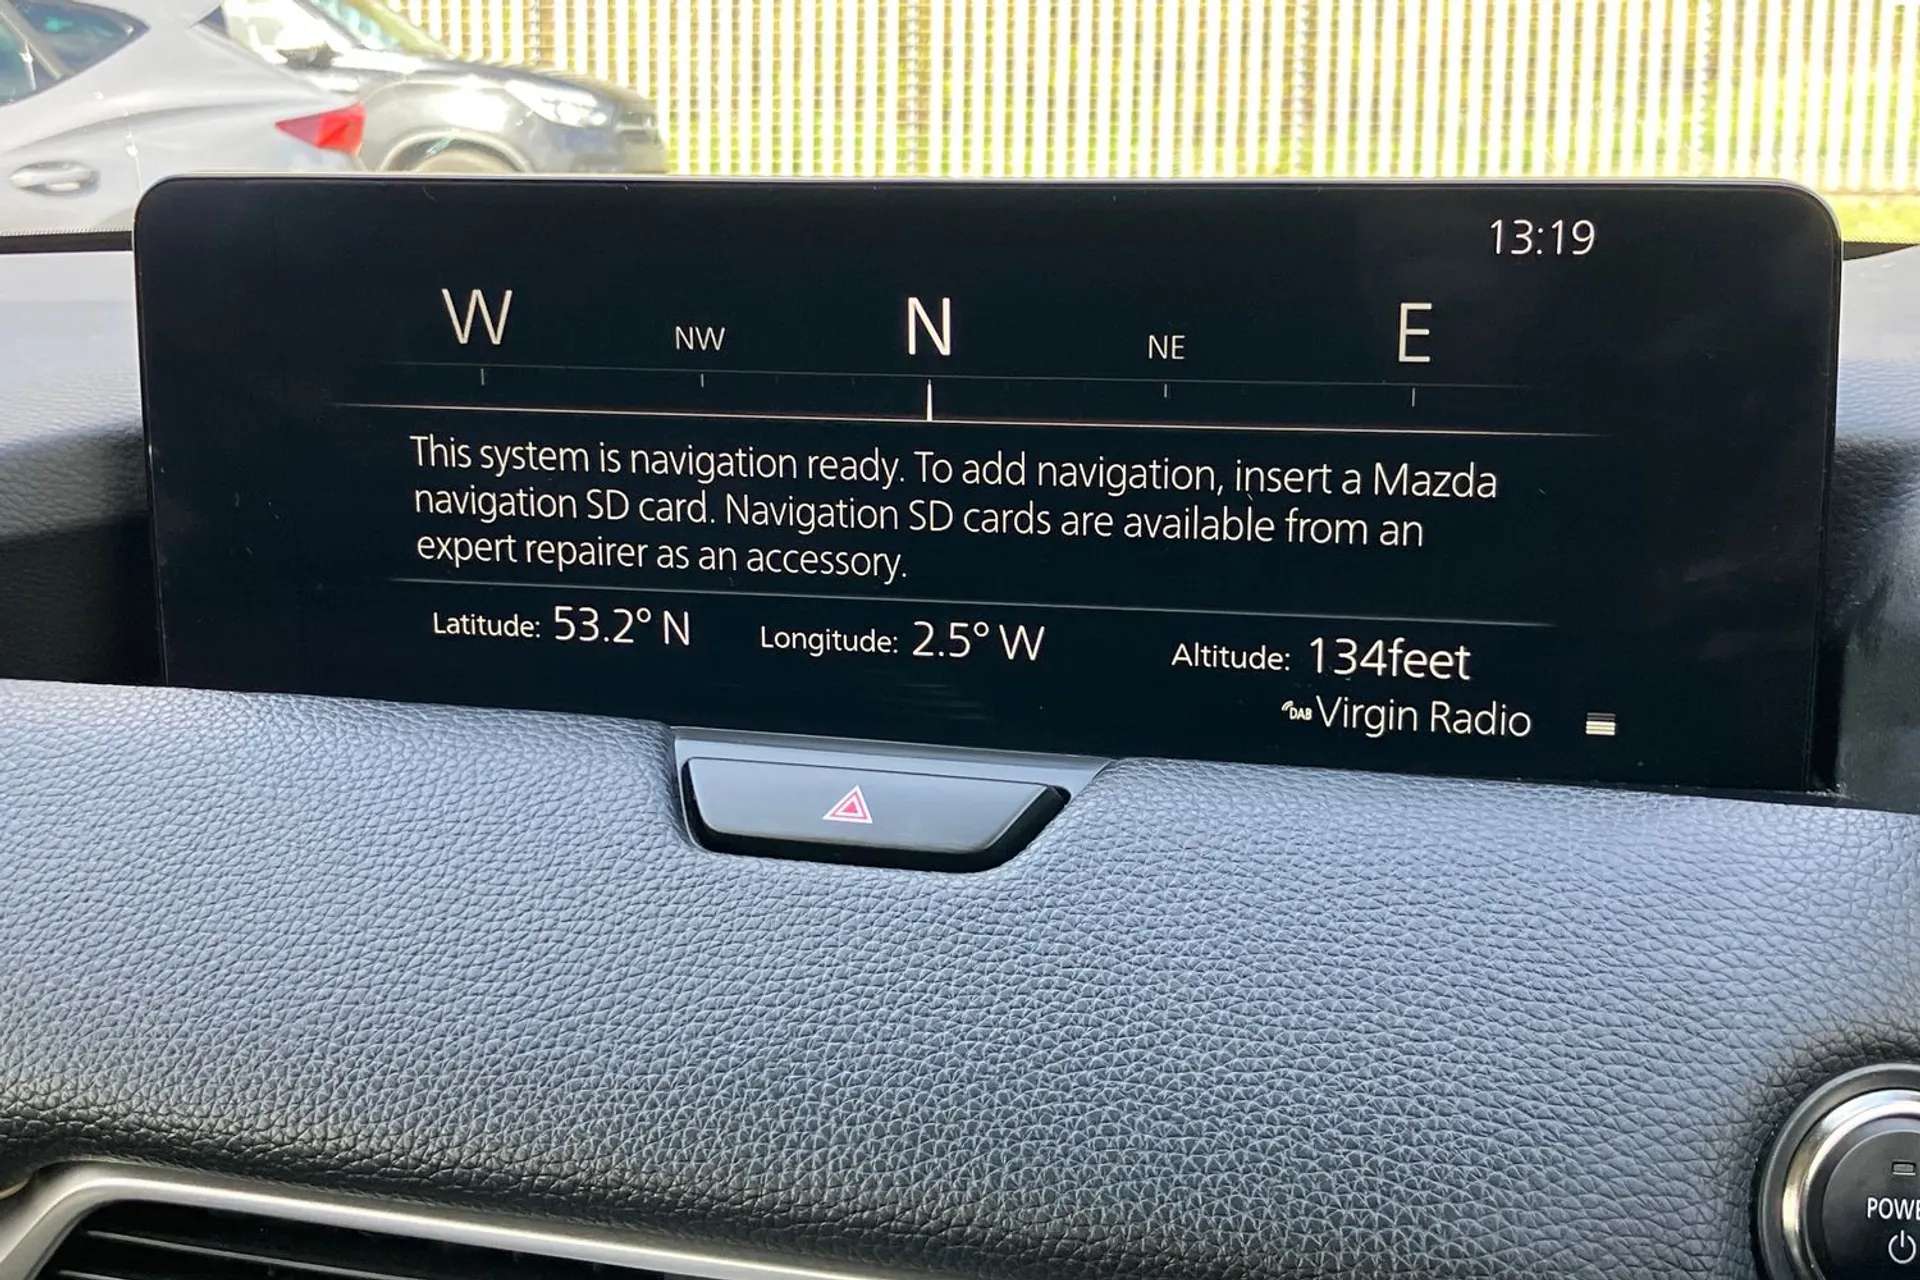 13:19
W NW N NE E
This system is navigation ready. To add navigation, insert a Mazda
navigation SD card. Navigation SD cards are available from an
expert repairer as an accessory.
Latitude: 53.2° N Longitude: 2.5° W Altitude: 134feet
DAB Virgin Radio
POWE